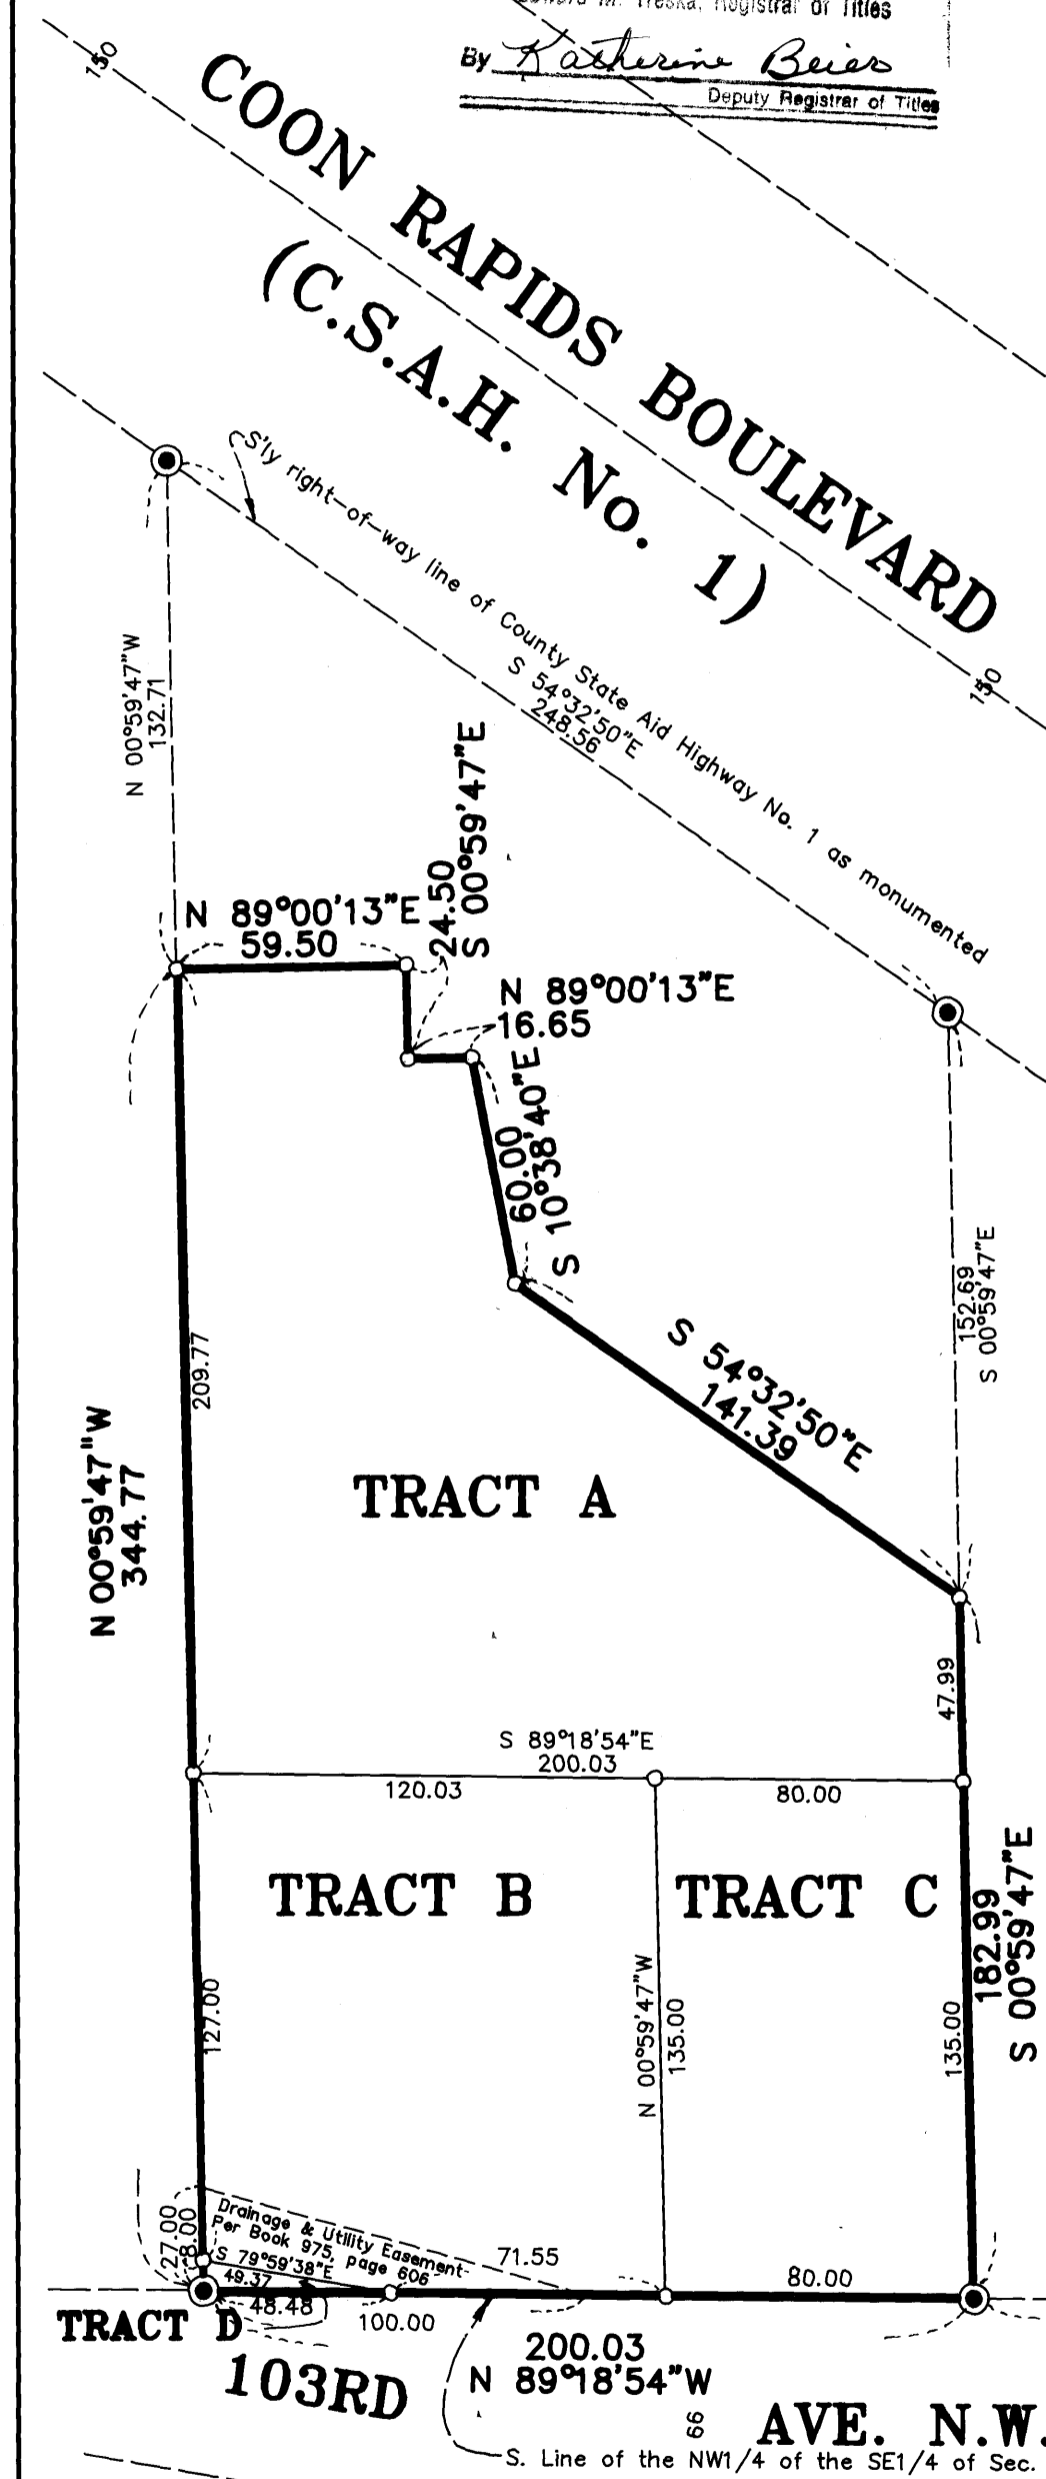 Registrar of Titles
By Katherine Beier
Deputy Registrar of Titles
150
COON RAPIDS BOULEVARD
(C.S.A.H. No. 1)
150
S'ly right-of-way line of County State Aid Highway No. 1 as monumented
S 54°32'50"E
248.56
N 00°59'47"W
132.71
N 89°00'13"E
59.50
24.50
S 00°59'47"E
N 89°00'13"E
16.65
60.00
S 10°38'40"E
152.69
S 00°59'47"E
S 54°32'50"E
141.39
209.77
N 00°59'47"W
344.77
TRACT A
47.99
S 89°18'54"E
200.03
120.03
80.00
TRACT B
TRACT C
182.99
S 00°59'47"E
127.00
N 00°59'47"W
135.00
135.00
27.00
8.00
Drainage & Utility Easement
Per Book 975, page 606
S 79°59'38"E
49.37
71.55
80.00
48.48
100.00
TRACT D
200.03
N 89°18'54"W
103RD AVE. N.W.
66
S. Line of the NW1/4 of the SE1/4 of Sec.